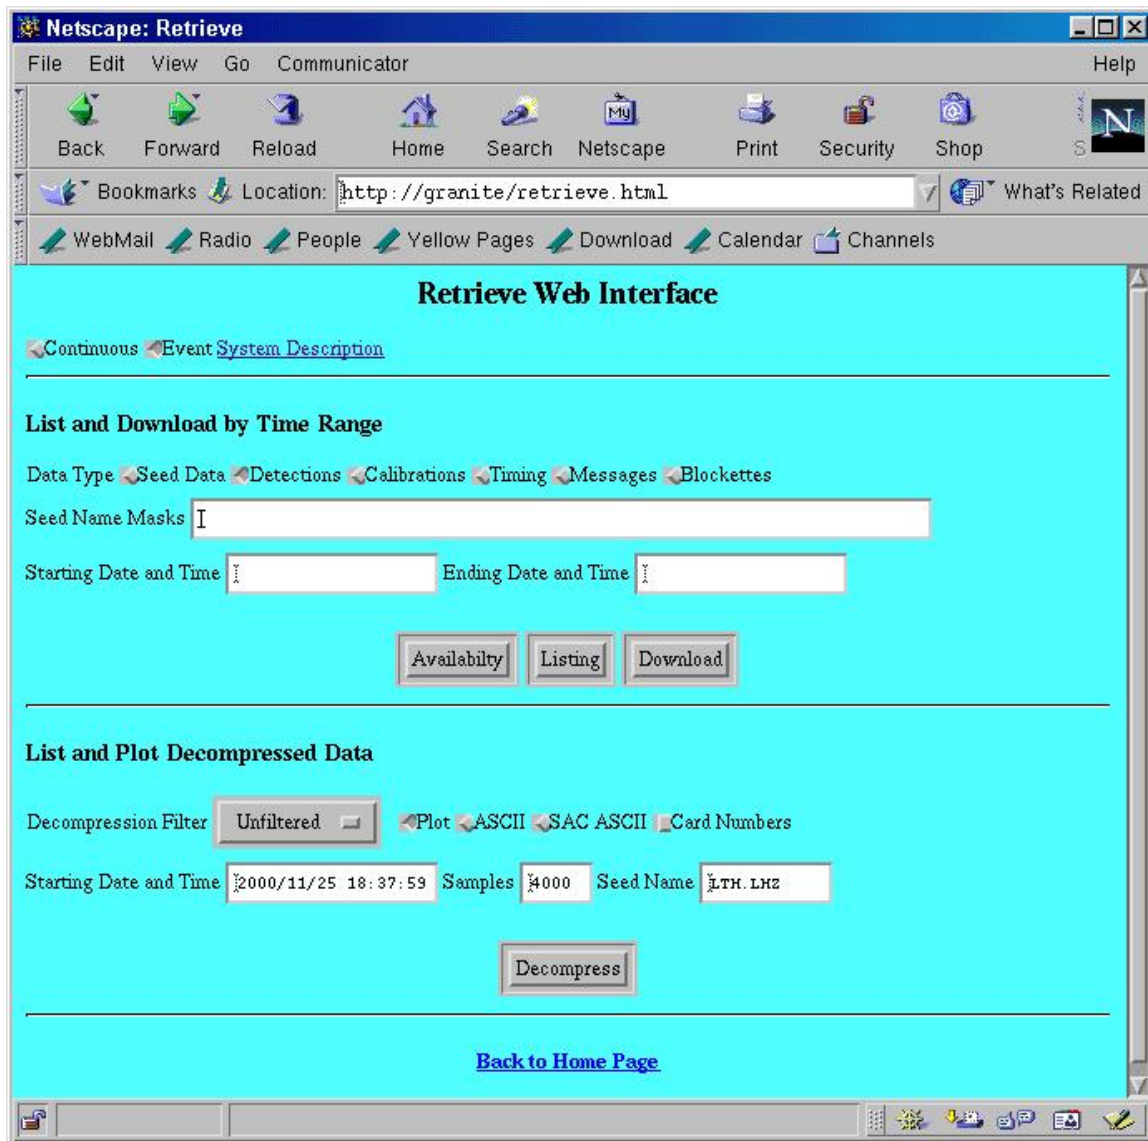 Netscape: Retrieve
File Edit View Go Communicator Help
Back Forward Reload Home Search Netscape Print Security Shop S
My
N
Bookmarks Location: http://granite/retrieve.html What's Related
WebMail Radio People Yellow Pages Download Calendar Channels
Retrieve Web Interface
Continuous Event System Description
List and Download by Time Range
Data Type Seed Data Detections Calibrations Timing Messages Blockettes
Seed Name Masks
Starting Date and Time Ending Date and Time
Availabilty Listing Download
List and Plot Decompressed Data
Decompression Filter Unfiltered Plot ASCII SAC ASCII Card Numbers
Starting Date and Time 2000/11/25 18:37:59 Samples 4000 Seed Name LTH.LHZ
Decompress
Back to Home Page